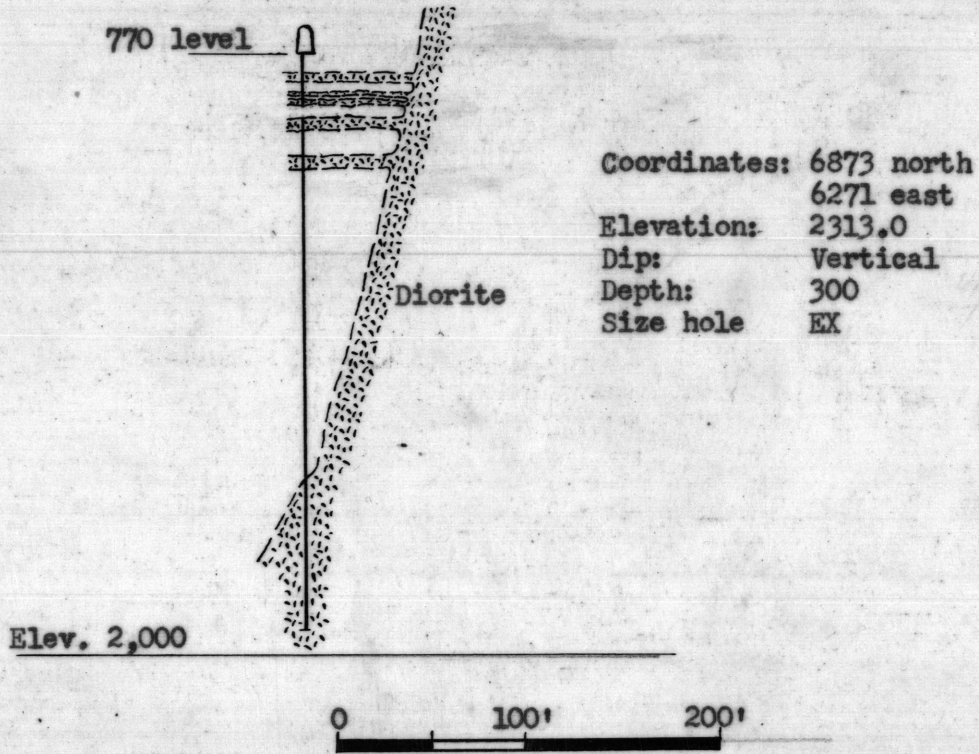 770 level
Coordinates: 6873 north
6271 east
Elevation: 2313.0
Dip: Vertical
Depth: 300
Size hole EX
Diorite
Elev. 2,000
0 100' 200'